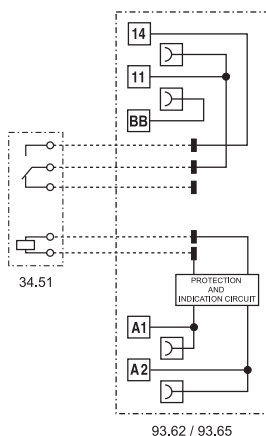 14
11
BB
34.51
PROTECTION
AND
INDICATION CIRCUIT
A1
A2
93.62 / 93.65